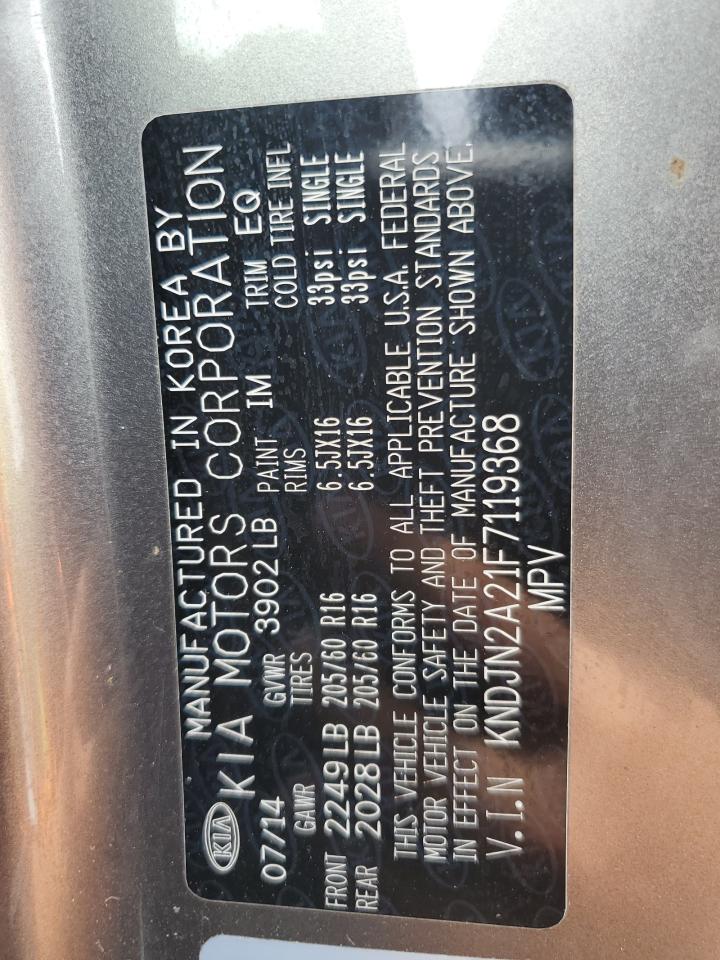 MANUFACTURED IN KOREA BY
KIA KIA MOTORS CORPORATION
07/14 GVWR 3902LB PAINT IM TRIM EQ
GAWR TIRES RIMS COLD TIRE INFL
FRONT 2249LB 205/60 R16 6.5JX16 33psi SINGLE
REAR 2028LB 205/60 R16 6.5JX16 33psi SINGLE
THIS VEHICLE CONFORMS TO ALL APPLICABLE U.S.A. FEDERAL
MOTOR VEHICLE SAFETY AND THEFT PREVENTION STANDARDS
IN EFFECT ON THE DATE OF MANUFACTURE SHOWN ABOVE.
V.I.N KNDJN2A21F7119368
MPV